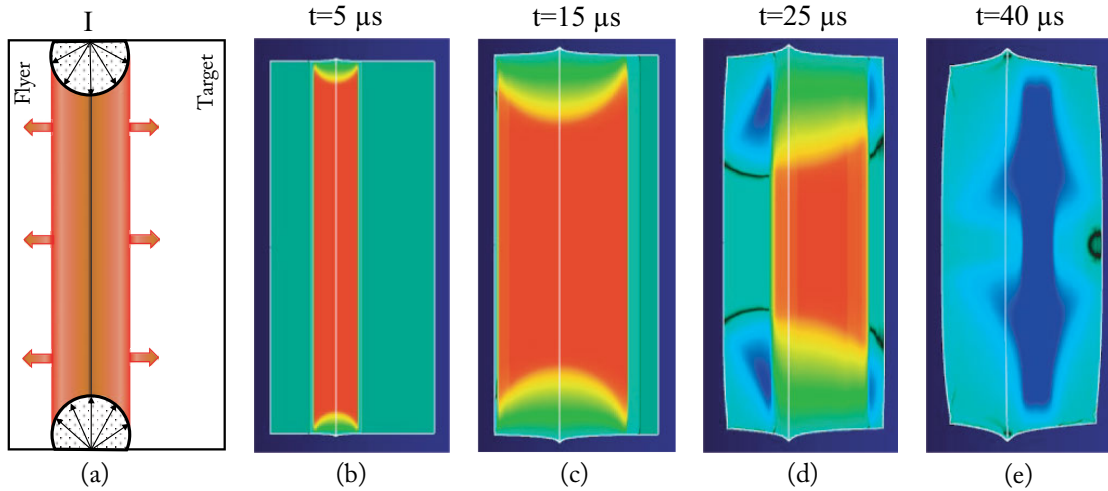 I
t=5 µs
t=15 µs
t=25 µs
t=40 µs
Flyer
Target
(a)
(b)
(c)
(d)
(e)